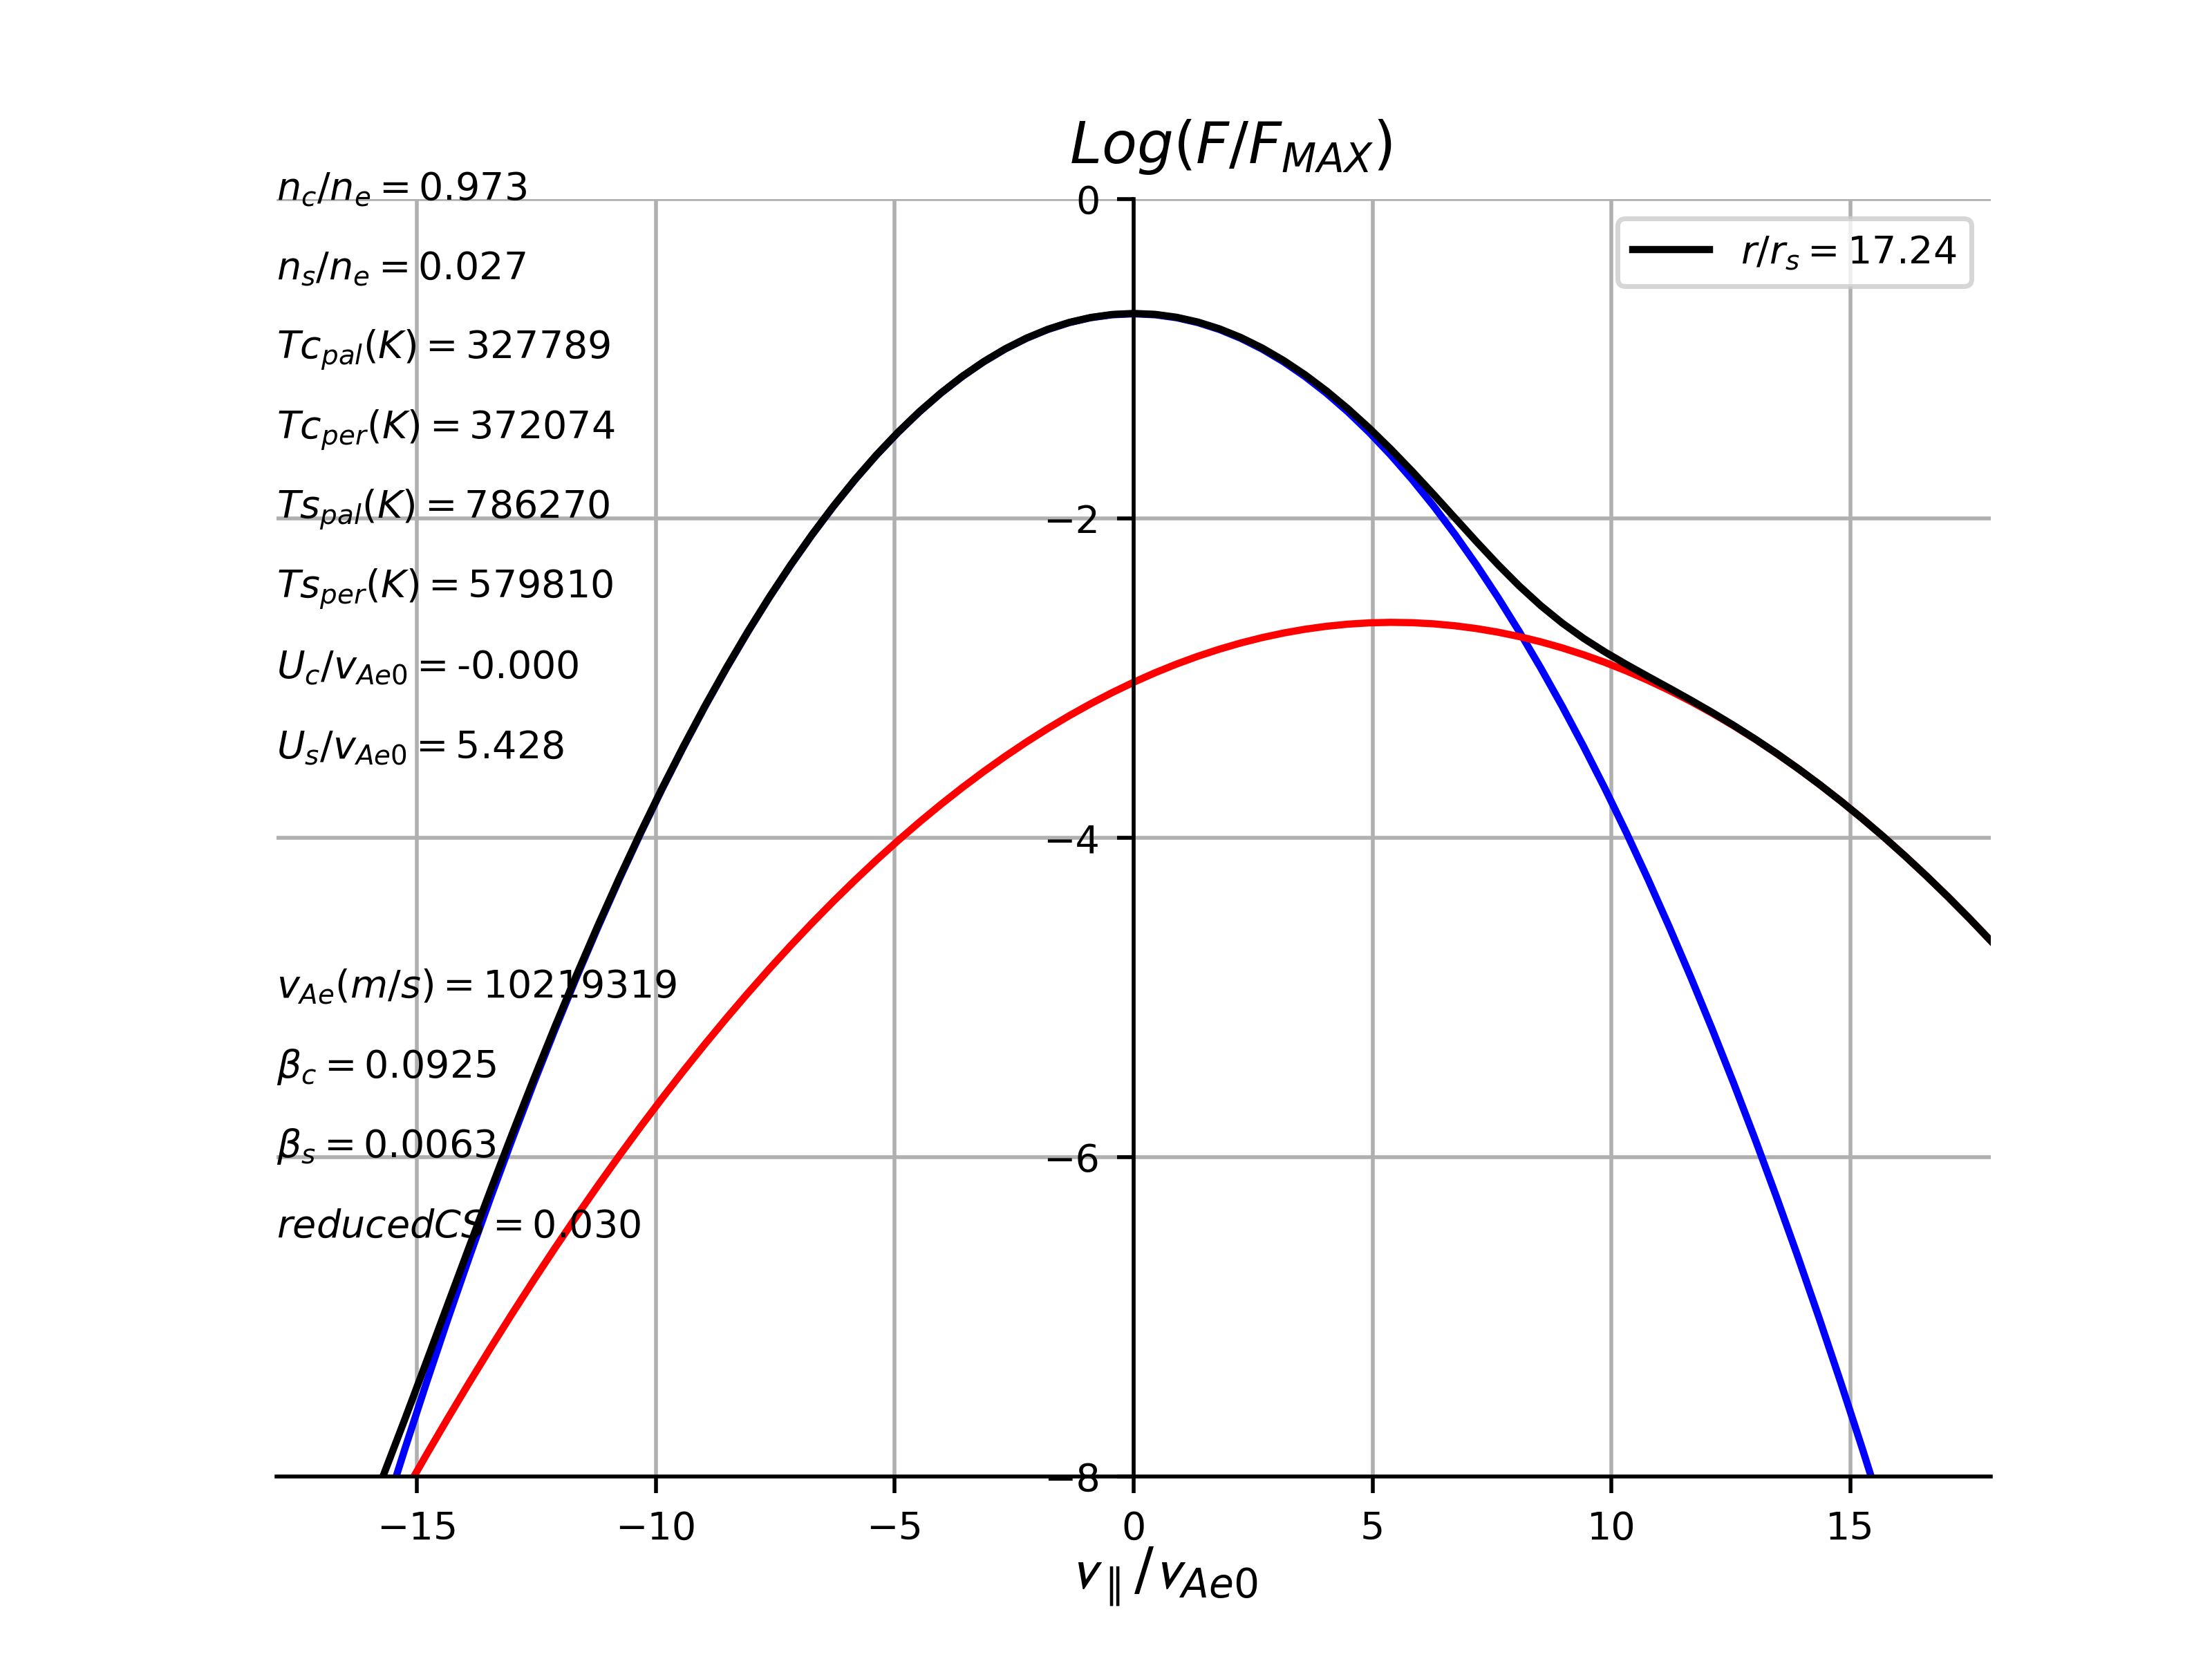 Log(F/F_MAX)
n_c/n_e = 0.973
n_s/n_e = 0.027
Tc_pal(K) = 327789
Tc_per(K) = 372074
Ts_pal(K) = 786270
Ts_per(K) = 579810
U_c/v_Ae0 = -0.000
U_s/v_Ae0 = 5.428
v_Ae(m/s) = 10219319
β_c = 0.0925
β_s = 0.0063
reducedCS = 0.030
r/r_s = 17.24
0
−2
−4
−6
−8
−15 −10 −5 0 5 10 15
v_∥/v_Ae0